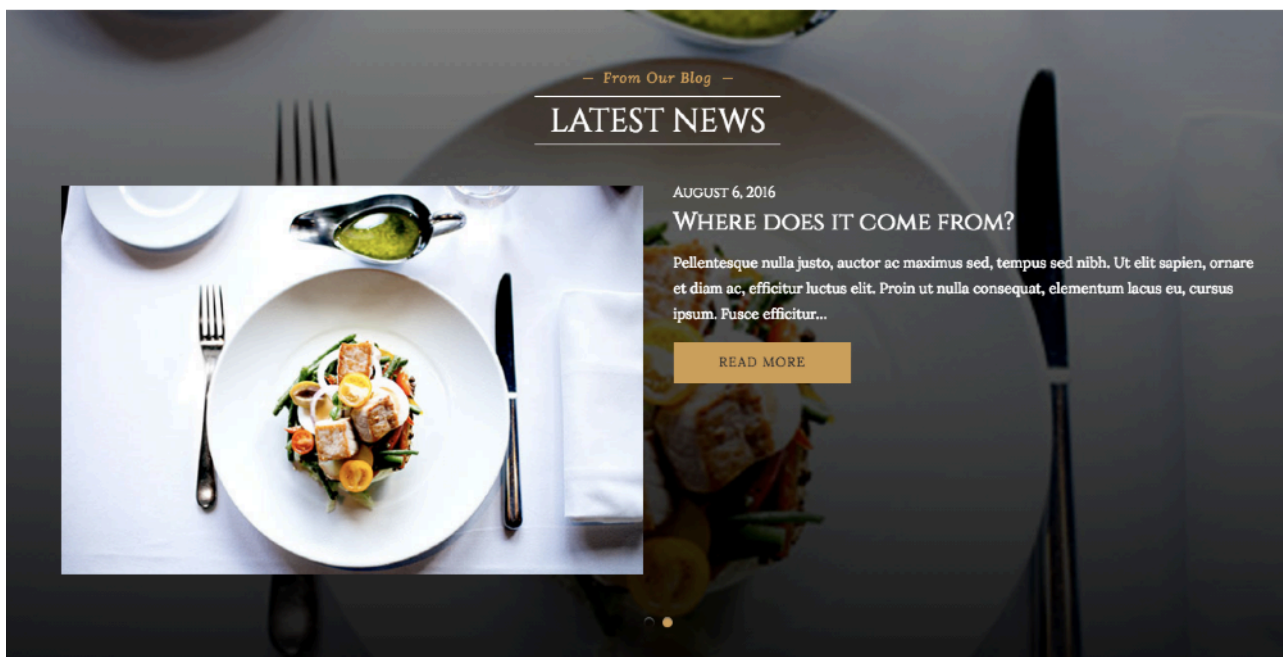 — From Our Blog —
LATEST NEWS
AUGUST 6, 2016
WHERE DOES IT COME FROM?
Pellentesque nulla justo, auctor ac maximus sed, tempus sed nibh. Ut elit sapien, ornare
et diam ac, efficitur luctus elit. Proin ut nulla consequat, elementum lacus eu, cursus
ipsum. Fusce efficitur...
READ MORE